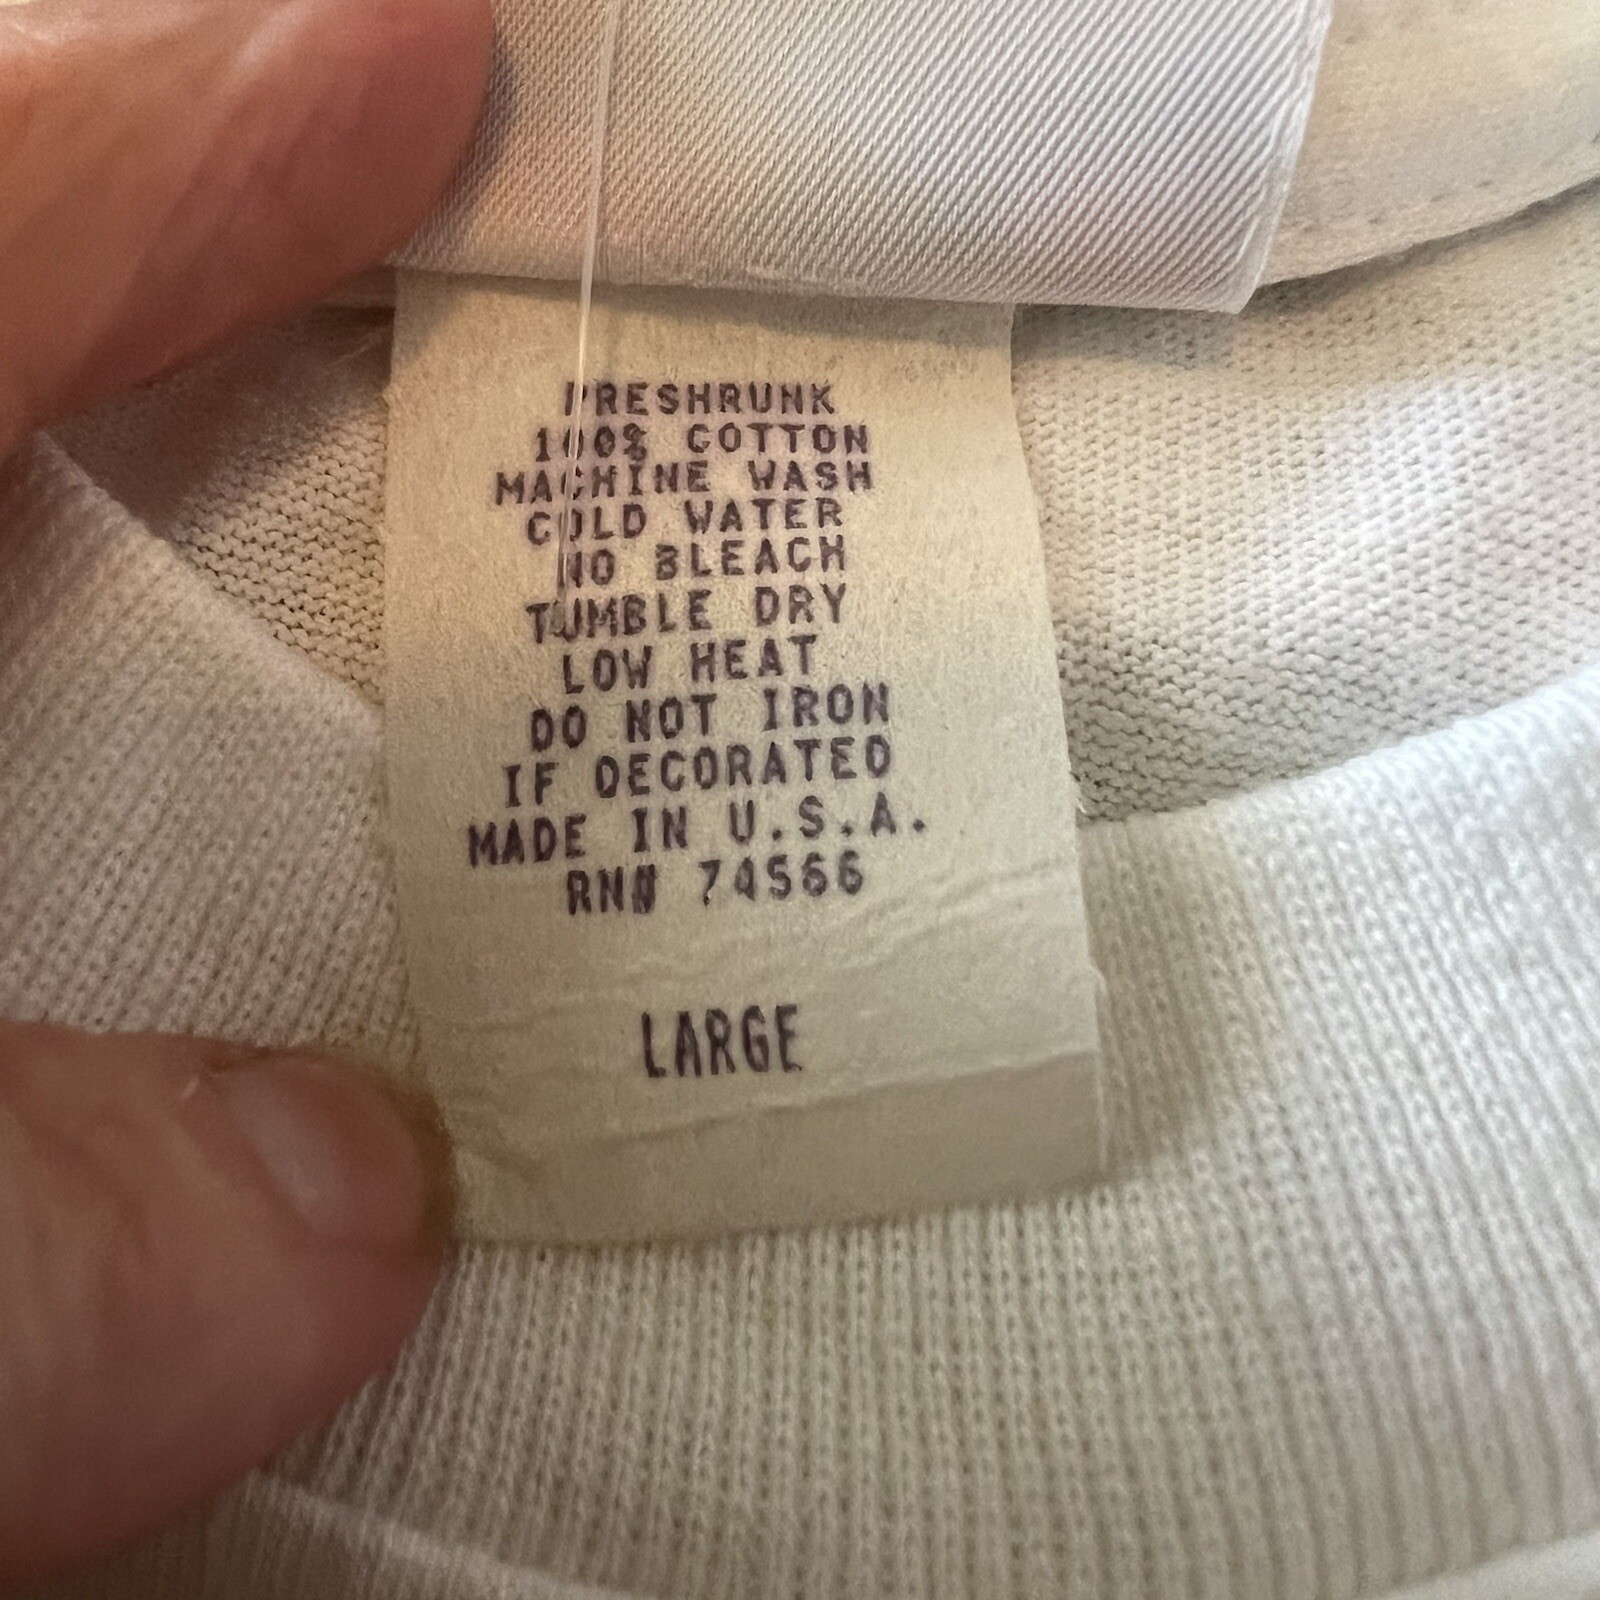 PRESHRUNK
100% COTTON
MACHINE WASH
COLD WATER
NO BLEACH
TUMBLE DRY
LOW HEAT
DO NOT IRON
IF DECORATED
MADE IN U.S.A.
RN# 74566
LARGE